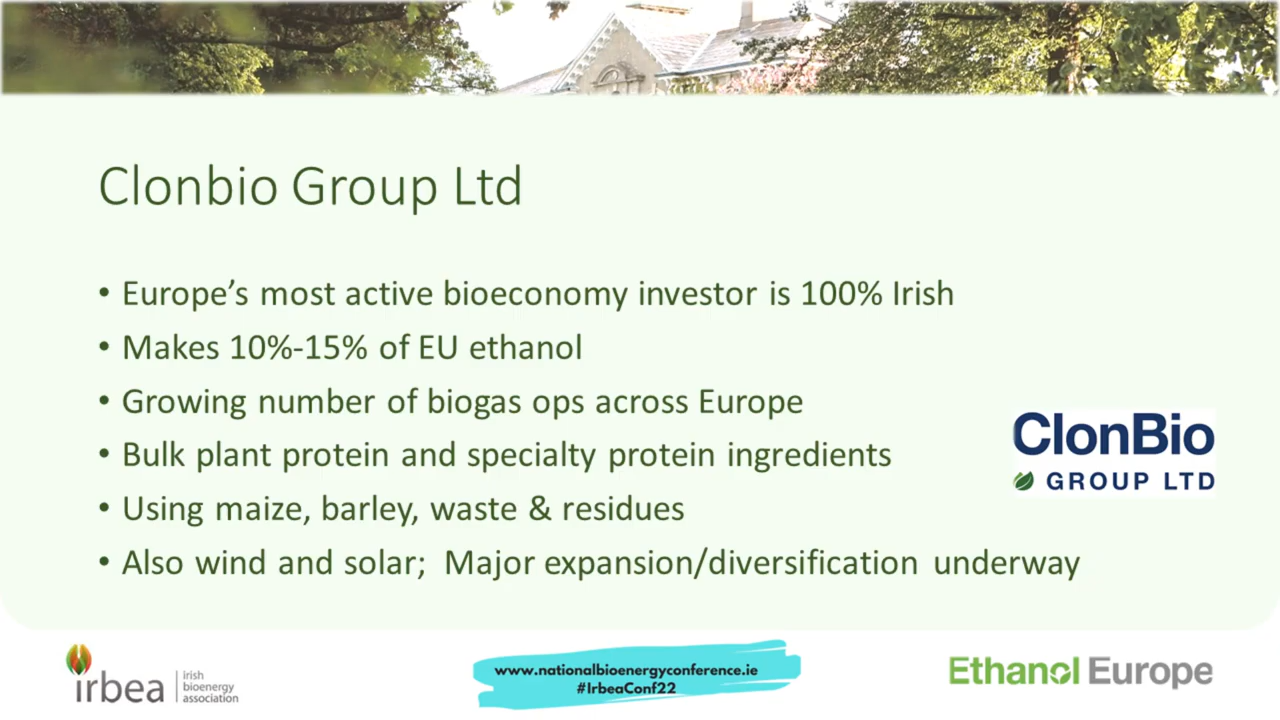 Clonbio Group Ltd
• Europe's most active bioeconomy investor is 100% Irish
• Makes 10%-15% of EU ethanol
• Growing number of biogas ops across Europe
• Bulk plant protein and specialty protein ingredients
• Using maize, barley, waste & residues
• Also wind and solar; Major expansion/diversification underway
ClonBio
GROUP LTD
irbea
irish
bioenergy
association
www.nationalbioenergyconference.ie
#IrbeaConf22
Ethanol Europe